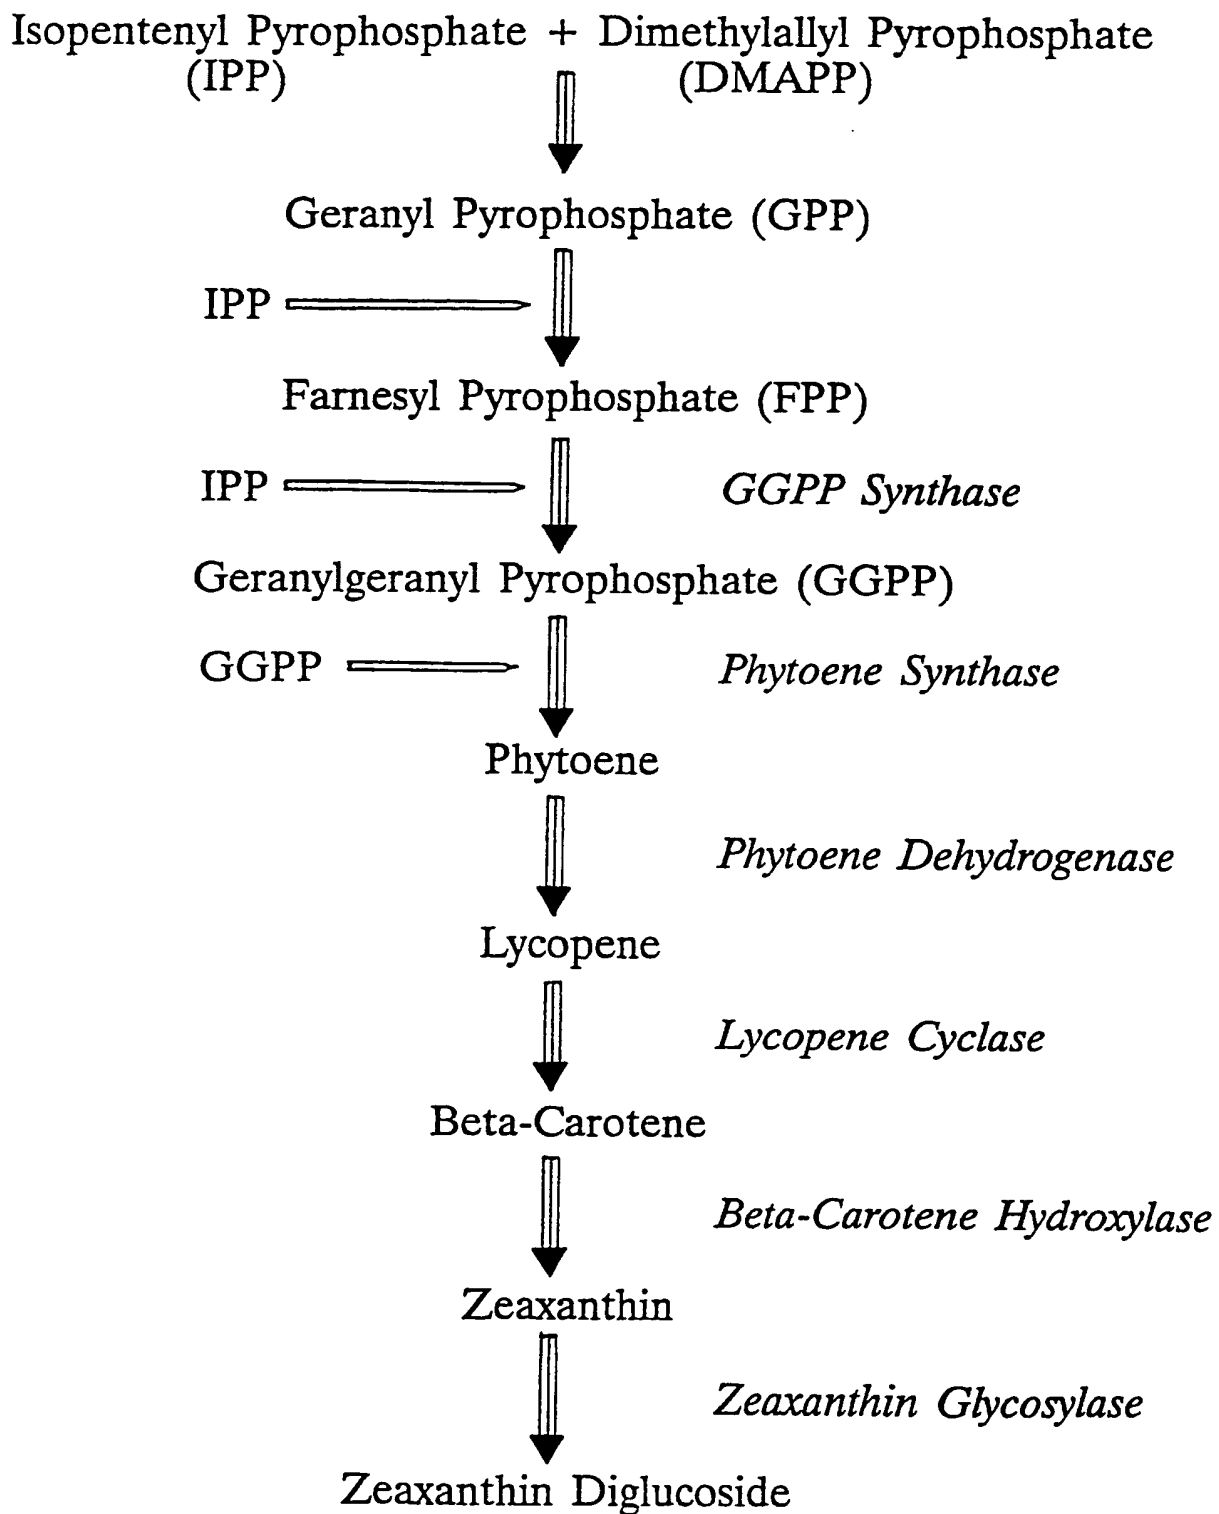 Isopentenyl Pyrophosphate + Dimethylallyl Pyrophosphate
(IPP) (DMAPP)
Geranyl Pyrophosphate (GPP)
IPP
Farnesyl Pyrophosphate (FPP)
IPP GGPP Synthase
Geranylgeranyl Pyrophosphate (GGPP)
GGPP Phytoene Synthase
Phytoene
Phytoene Dehydrogenase
Lycopene
Lycopene Cyclase
Beta-Carotene
Beta-Carotene Hydroxylase
Zeaxanthin
Zeaxanthin Glycosylase
Zeaxanthin Diglucoside